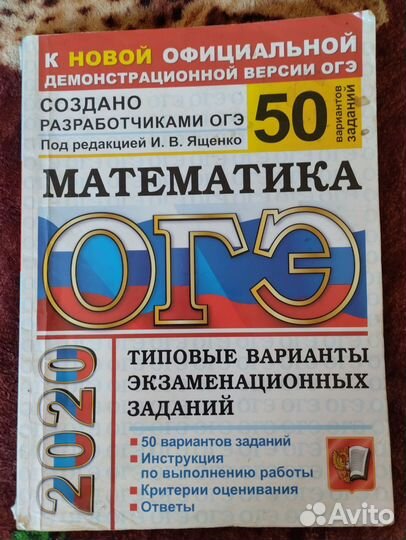 К НОВОЙ ОФИЦИАЛЬНОЙ
ДЕМОНСТРАЦИОННОЙ ВЕРСИИ ОГЭ
СОЗДАНО
РАЗРАБОТЧИКАМИ ОГЭ
Под редакцией И. В. Ященко
50
вариантов
заданий
МАТЕМАТИКА
ОГЭ
2020
ТИПОВЫЕ ВАРИАНТЫ
ЭКЗАМЕНАЦИОННЫХ
ЗАДАНИЙ
▪ 50 вариантов заданий
▪ Инструкция
по выполнению работы
▪ Критерии оценивания
▪ Ответы
Avito